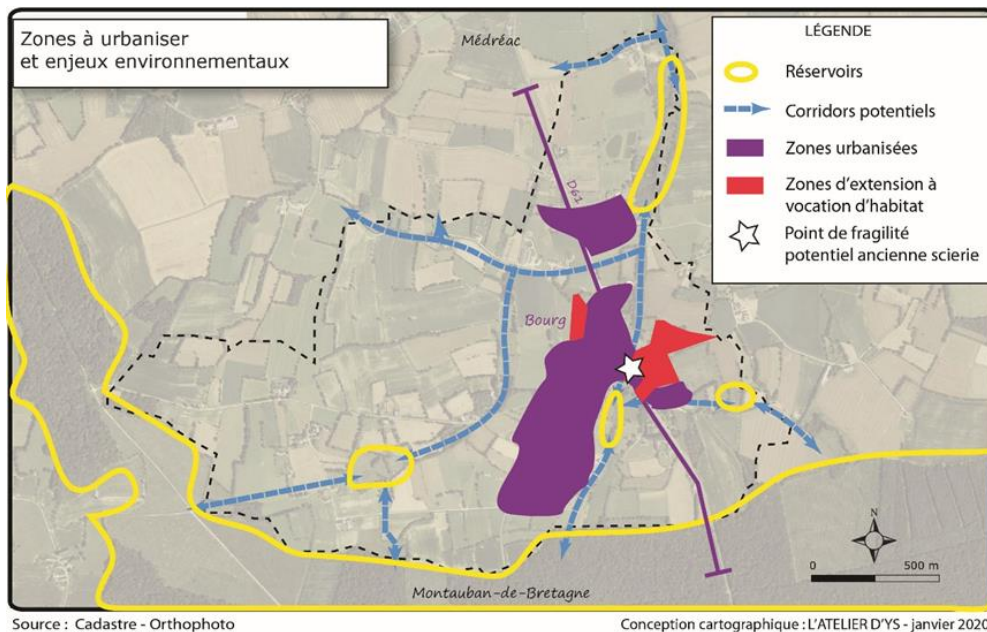 Zones à urbaniser
et enjeux environnementaux
Médréac
LÉGENDE
Réservoirs
Corridors potentiels
Zones urbanisées
Zones d'extension à
vocation d'habitat
Point de fragilité
potentiel ancienne scierie
D61
Bourg
N
0 500 m
Montauban-de-Bretagne
Source : Cadastre - Orthophoto
Conception cartographique : L'ATELIER D'YS - janvier 2020